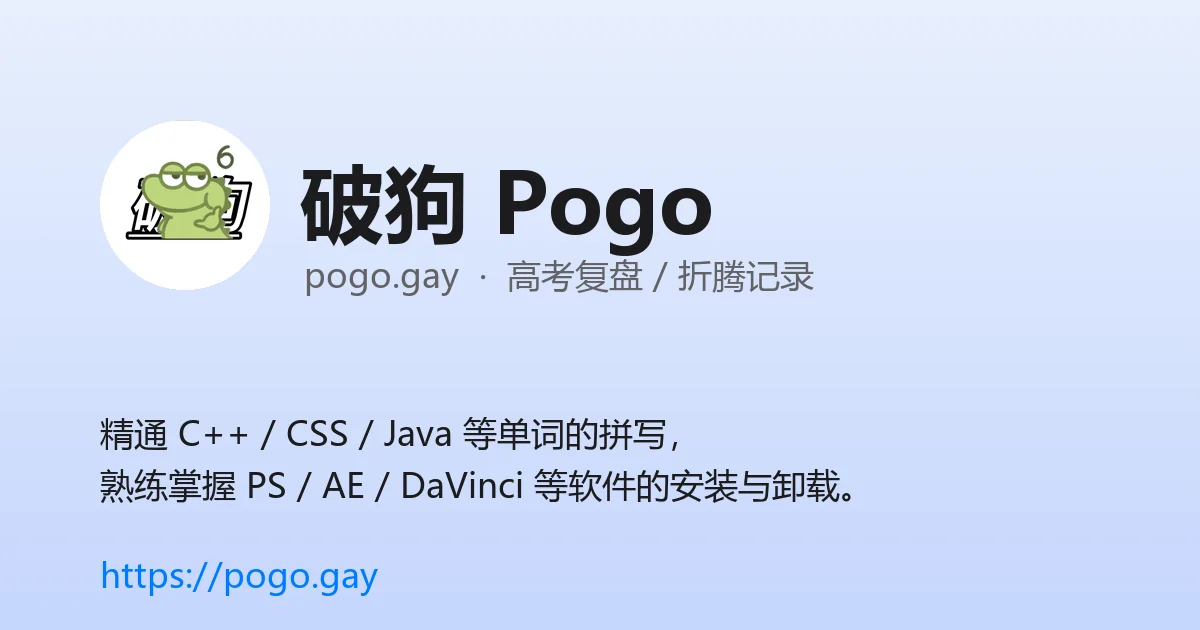 6
破狗
破狗 Pogo
pogo.gay · 高考复盘 / 折腾记录
精通 C++ / CSS / Java 等单词的拼写，
熟练掌握 PS / AE / DaVinci 等软件的安装与卸载。
https://pogo.gay